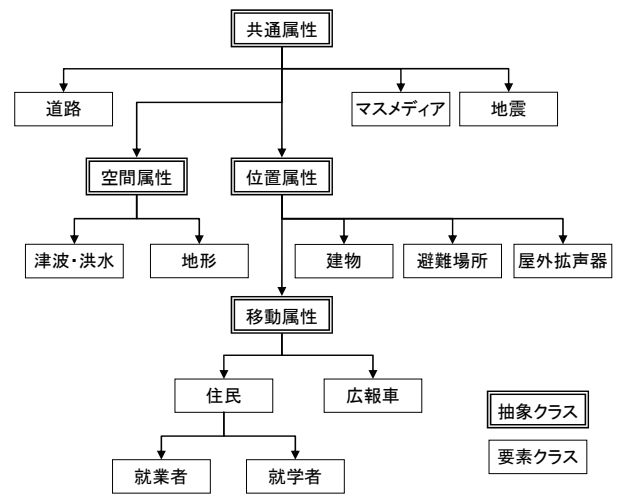 共通属性
道路
マスメディア
地震
空間属性
位置属性
津波・洪水
地形
建物
避難場所
屋外拡声器
移動属性
住民
広報車
抽象クラス
就業者
就学者
要素クラス